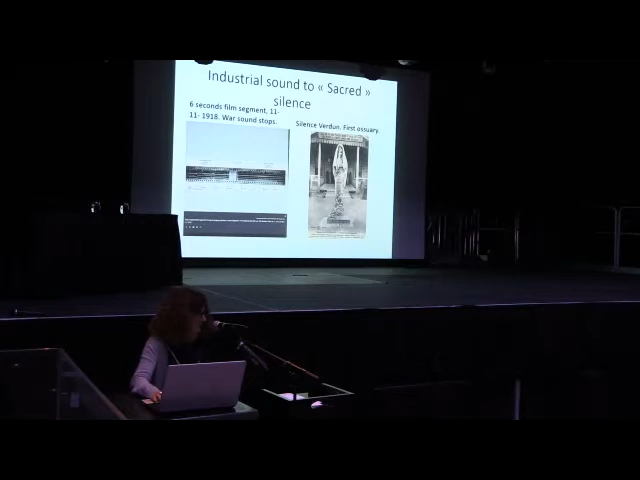 Industrial sound to « Sacred »
silence
6 seconds film segment, 11-
11- 1918. War sound stops.
Silence Verdun. First ossuary.